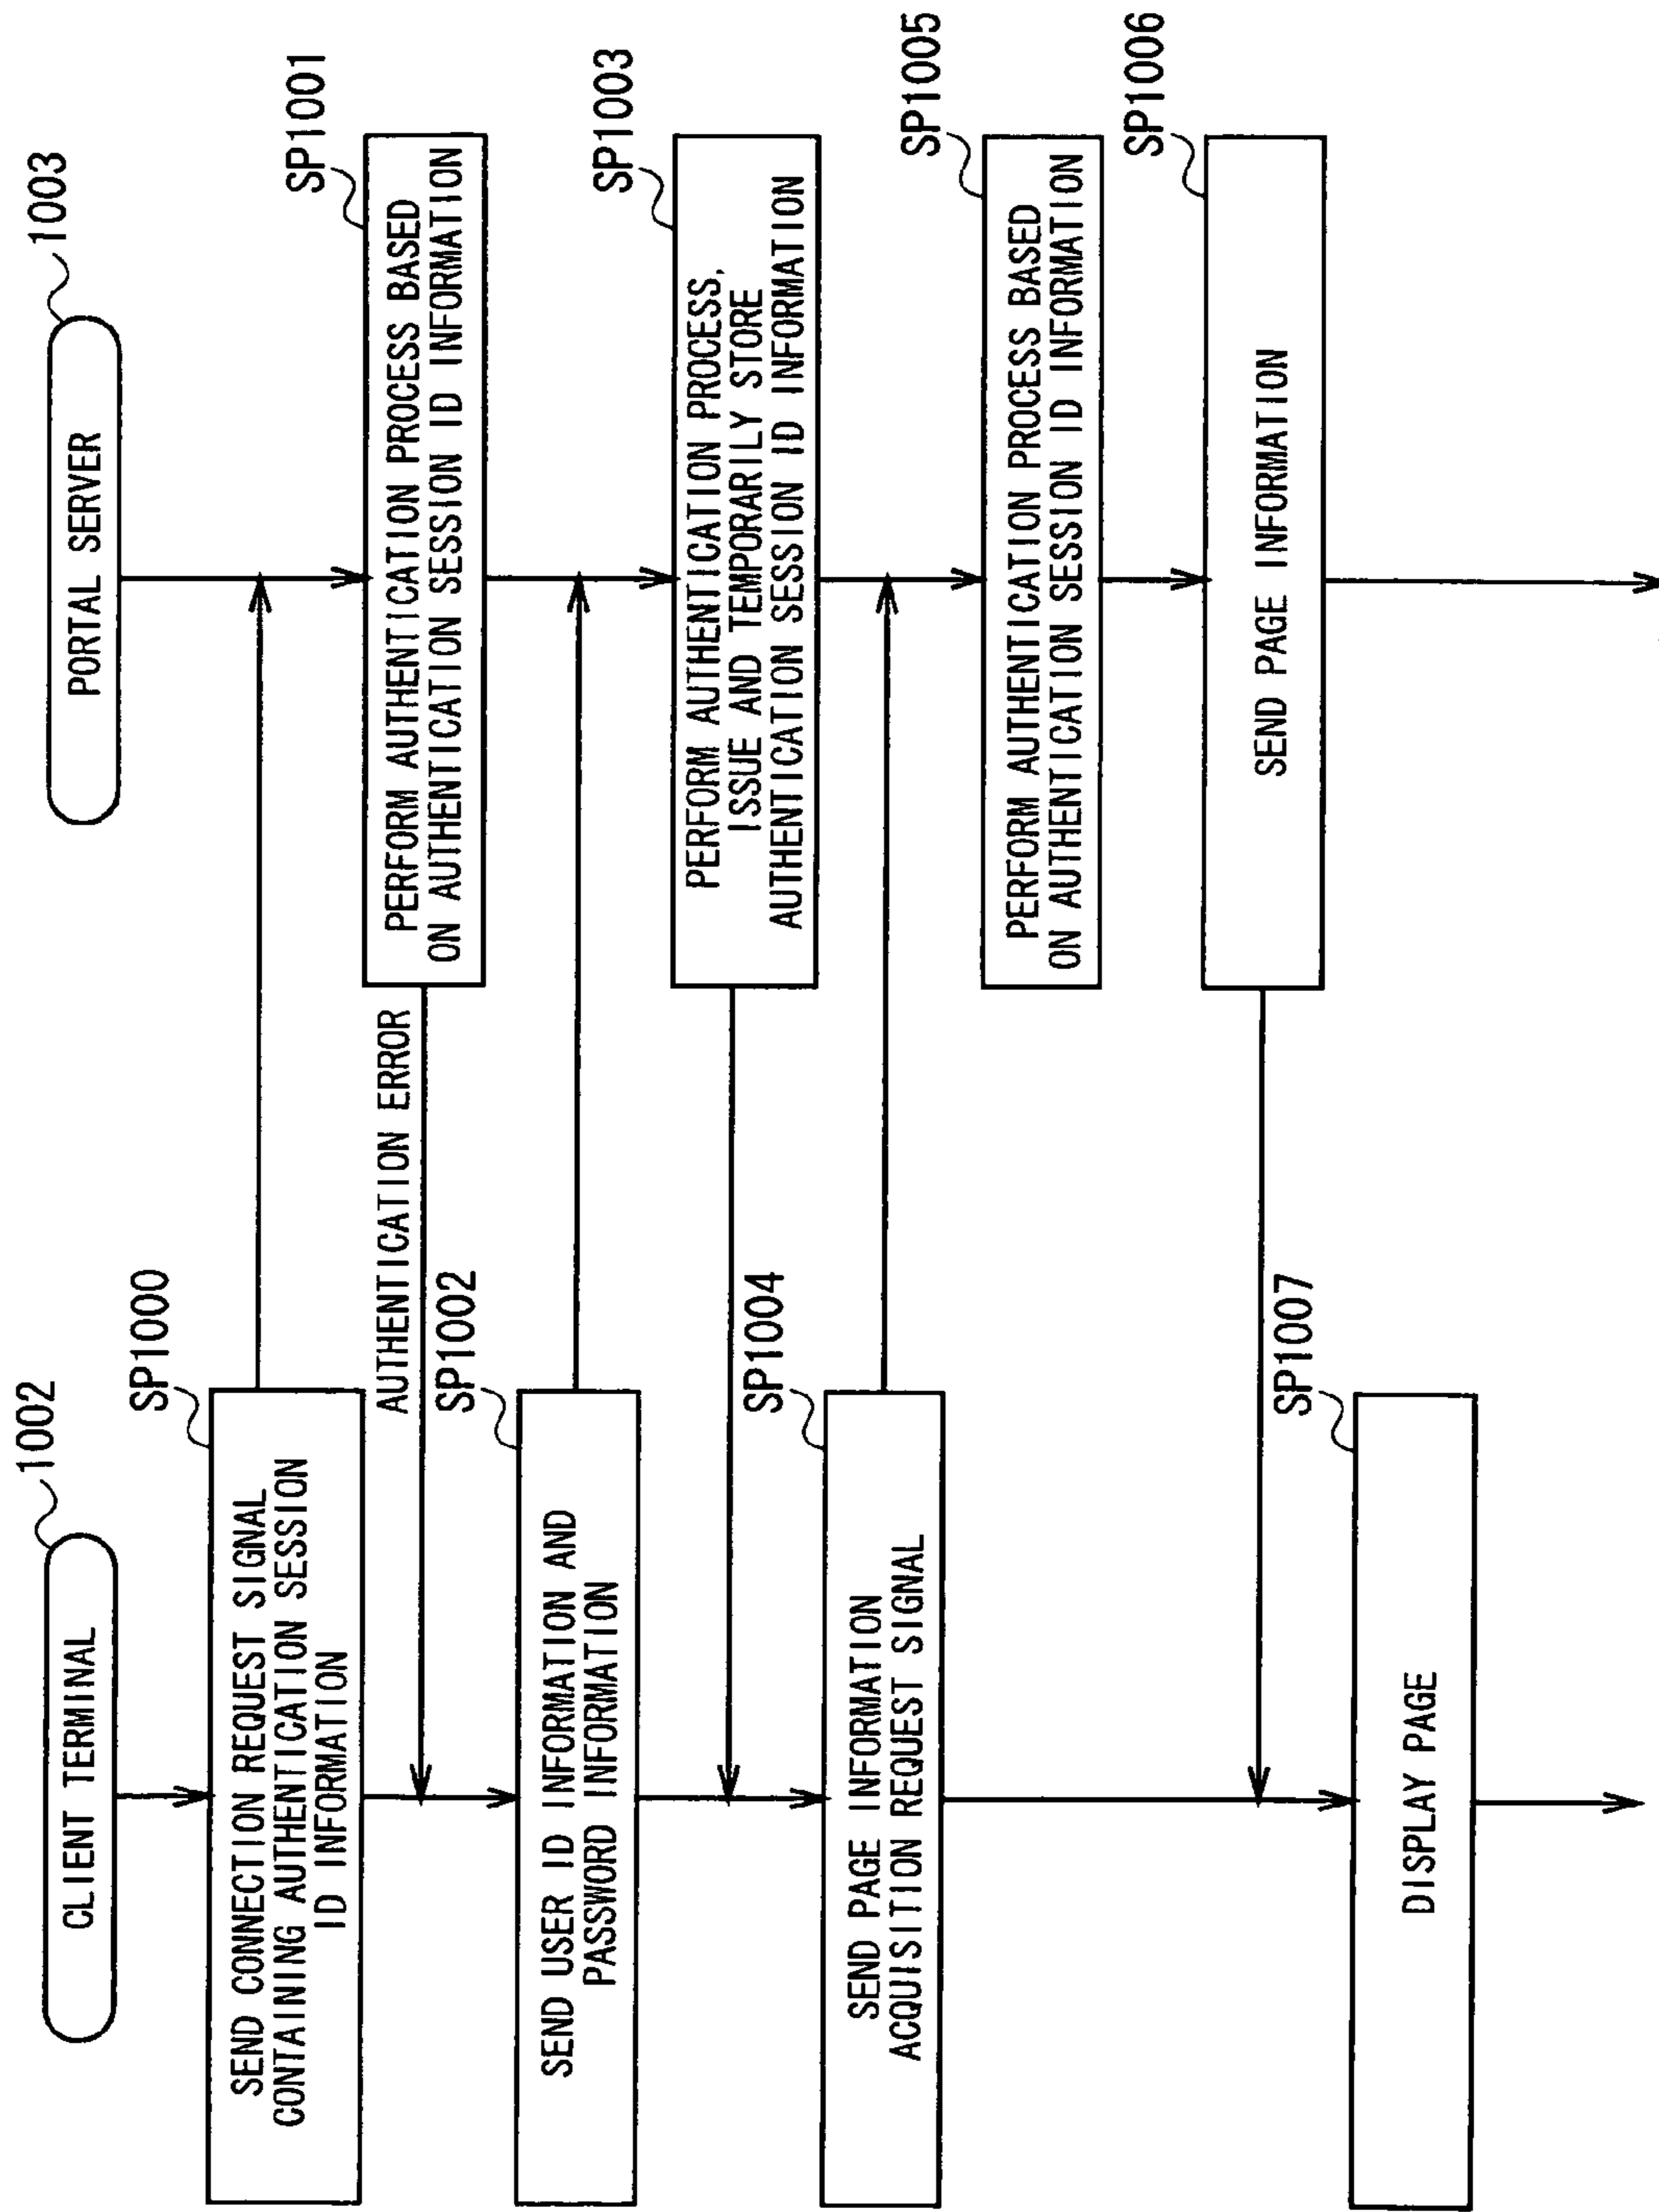 CLIENT TERMINAL
1002
PORTAL SERVER
1003
SP1000
SEND CONNECTION REQUEST SIGNAL
CONTAINING AUTHENTICATION SESSION
ID INFORMATION
SP1001
PERFORM AUTHENTICATION PROCESS BASED
ON AUTHENTICATION SESSION ID INFORMATION
AUTHENTICATION ERROR
SP1002
SEND USER ID INFORMATION AND
PASSWORD INFORMATION
SP1003
PERFORM AUTHENTICATION PROCESS,
ISSUE AND TEMPORARILY STORE
AUTHENTICATION SESSION ID INFORMATION
SP1004
SEND PAGE INFORMATION
ACQUISITION REQUEST SIGNAL
SP1005
PERFORM AUTHENTICATION PROCESS BASED
ON AUTHENTICATION SESSION ID INFORMATION
SP1006
SEND PAGE INFORMATION
SP1007
DISPLAY PAGE